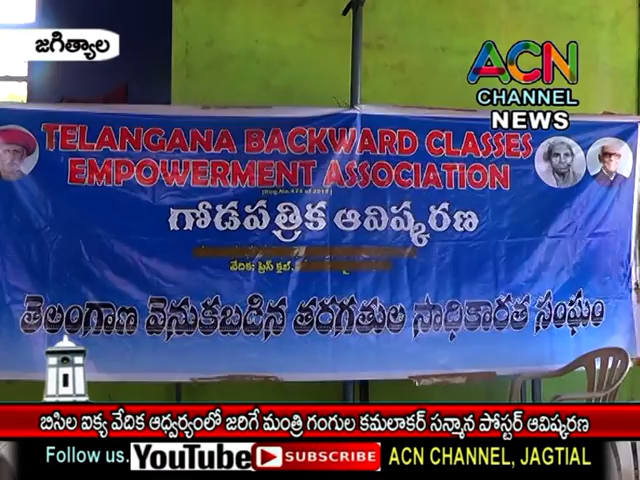 జగిత్యాల
ACN
CHANNEL
NEWS
TELANGANA BACKWARD CLASSES
EMPOWERMENT ASSOCIATION
గోడపత్రిక ఆవిష్కరణ
వేదిక: ప్రెస్ క్లబ్,
తెలంగాణ వెనుకబడిన తరగతుల సాధికారత సంఘం
బిసిల ఐక్య వేదిక ఆధ్వర్యంలో జరిగే మంత్రి గంగుల కమలాకర్ సన్మాన పోస్టర్ ఆవిష్కరణ
Follow us. YouTube SUBSCRIBE ACN CHANNEL, JAGTIAL